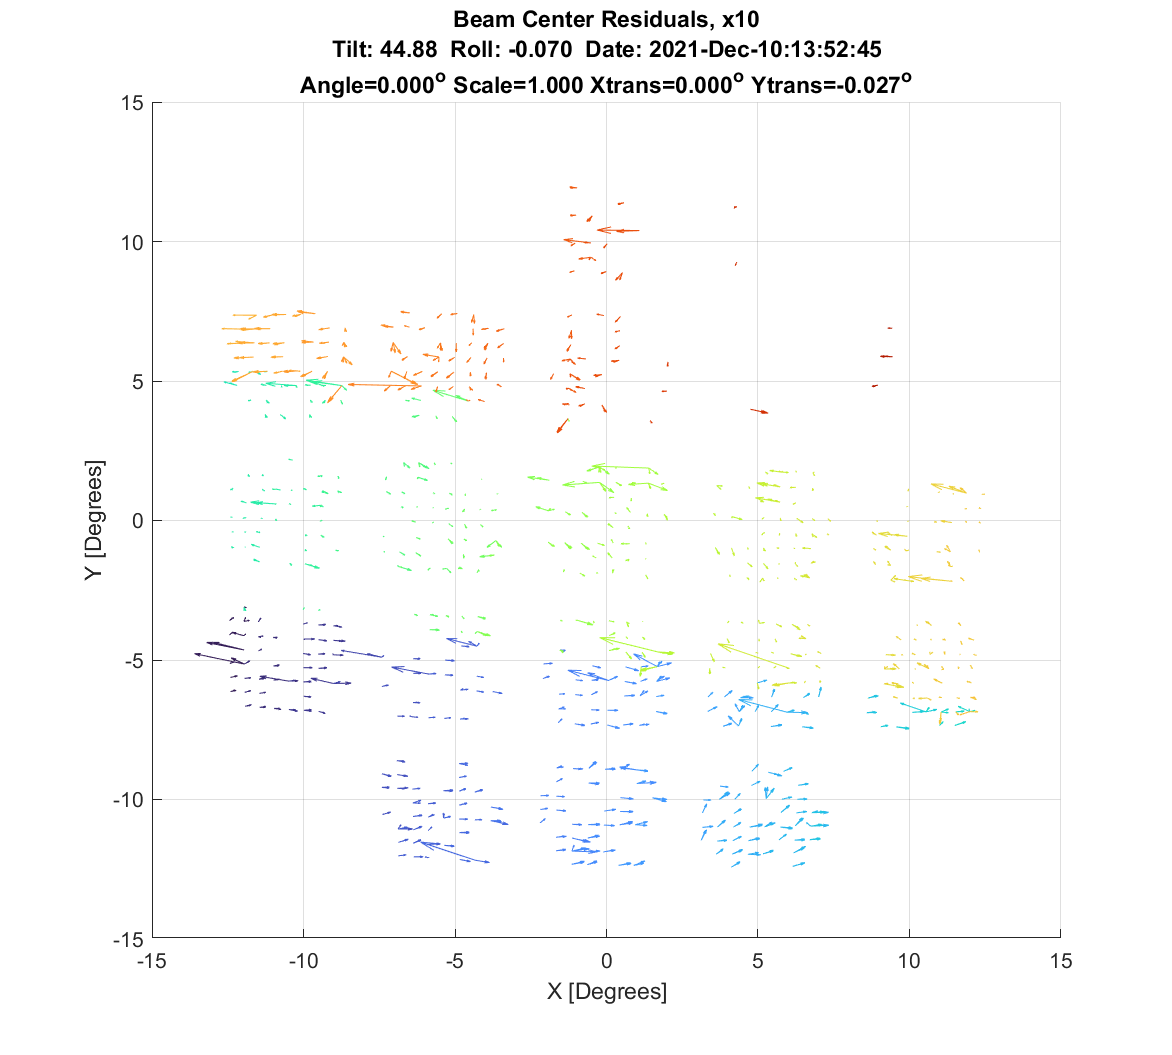 Beam Center Residuals, x10
Tilt: 44.88 Roll: -0.070 Date: 2021-Dec-10:13:52:45
Angle=0.000° Scale=1.000 Xtrans=0.000° Ytrans=-0.027°
15
10
5
0
-5
-10
-15
Y [Degrees]
-15 -10 -5 0 5 10 15
X [Degrees]